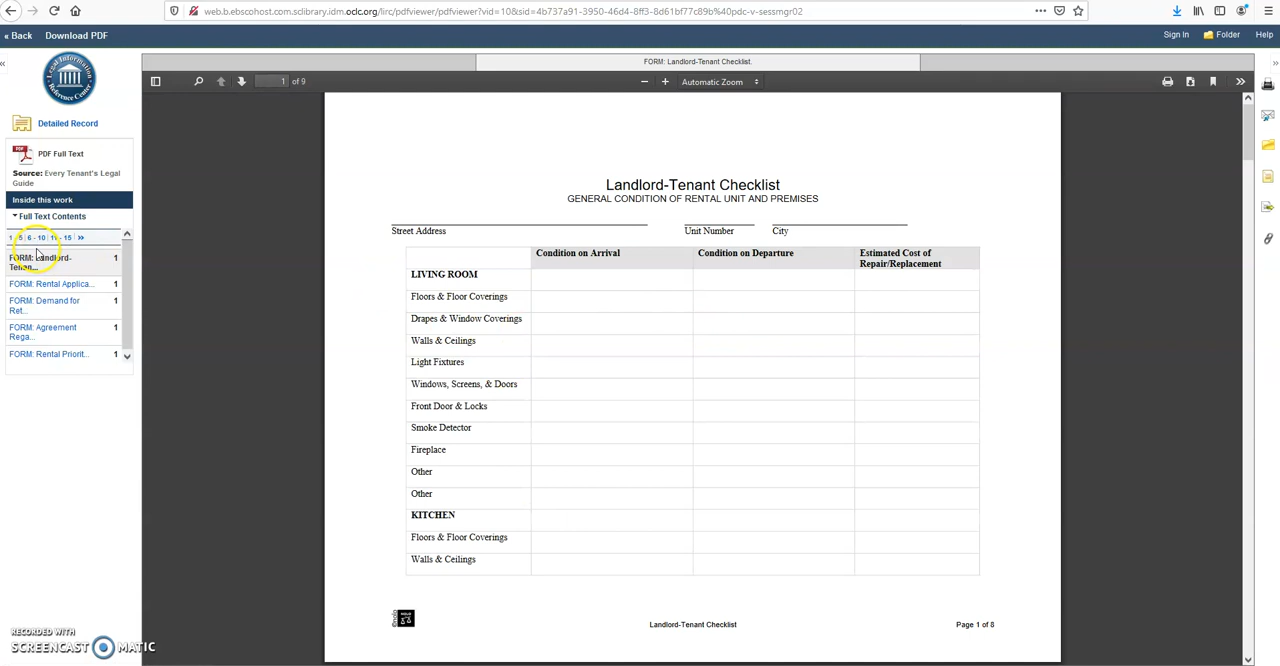 web.b.ebscohost.com.sclibrary.idm.oclc.org/lirc/pdfviewer/pdfviewer?vid=10&sid=4b737a91-3950-46d4-8ff3-8d61bf77c89b%40pdc-v-sessmgr02
« Back Download PDF Sign In Folder Help
Legal Information Reference Center
FORM: Landlord-Tenant Checklist.
1 of 9 Automatic Zoom
Detailed Record
PDF Full Text
Source: Every Tenant's Legal
Guide
Inside this work
Full Text Contents
6 - 10
FORM: Landlord- 1
Tenan...
FORM: Rental Applica... 1
FORM: Demand for 1
Ret...
FORM: Agreement 1
Rega...
FORM: Rental Priorit... 1
Landlord-Tenant Checklist
GENERAL CONDITION OF RENTAL UNIT AND PREMISES
Street Address Unit Number City
Condition on Arrival Condition on Departure Estimated Cost of
Repair/Replacement
LIVING ROOM
Floors & Floor Coverings
Drapes & Window Coverings
Walls & Ceilings
Light Fixtures
Windows, Screens, & Doors
Front Door & Locks
Smoke Detector
Fireplace
Other
Other
KITCHEN
Floors & Floor Coverings
Walls & Ceilings
Landlord-Tenant Checklist Page 1 of 8
RECORDED WITH
SCREENCAST MATIC